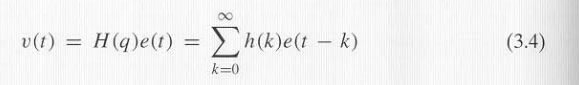 v(t) = H(q)e(t) = ∞∑k=0 h(k)e(t − k) (3.4)